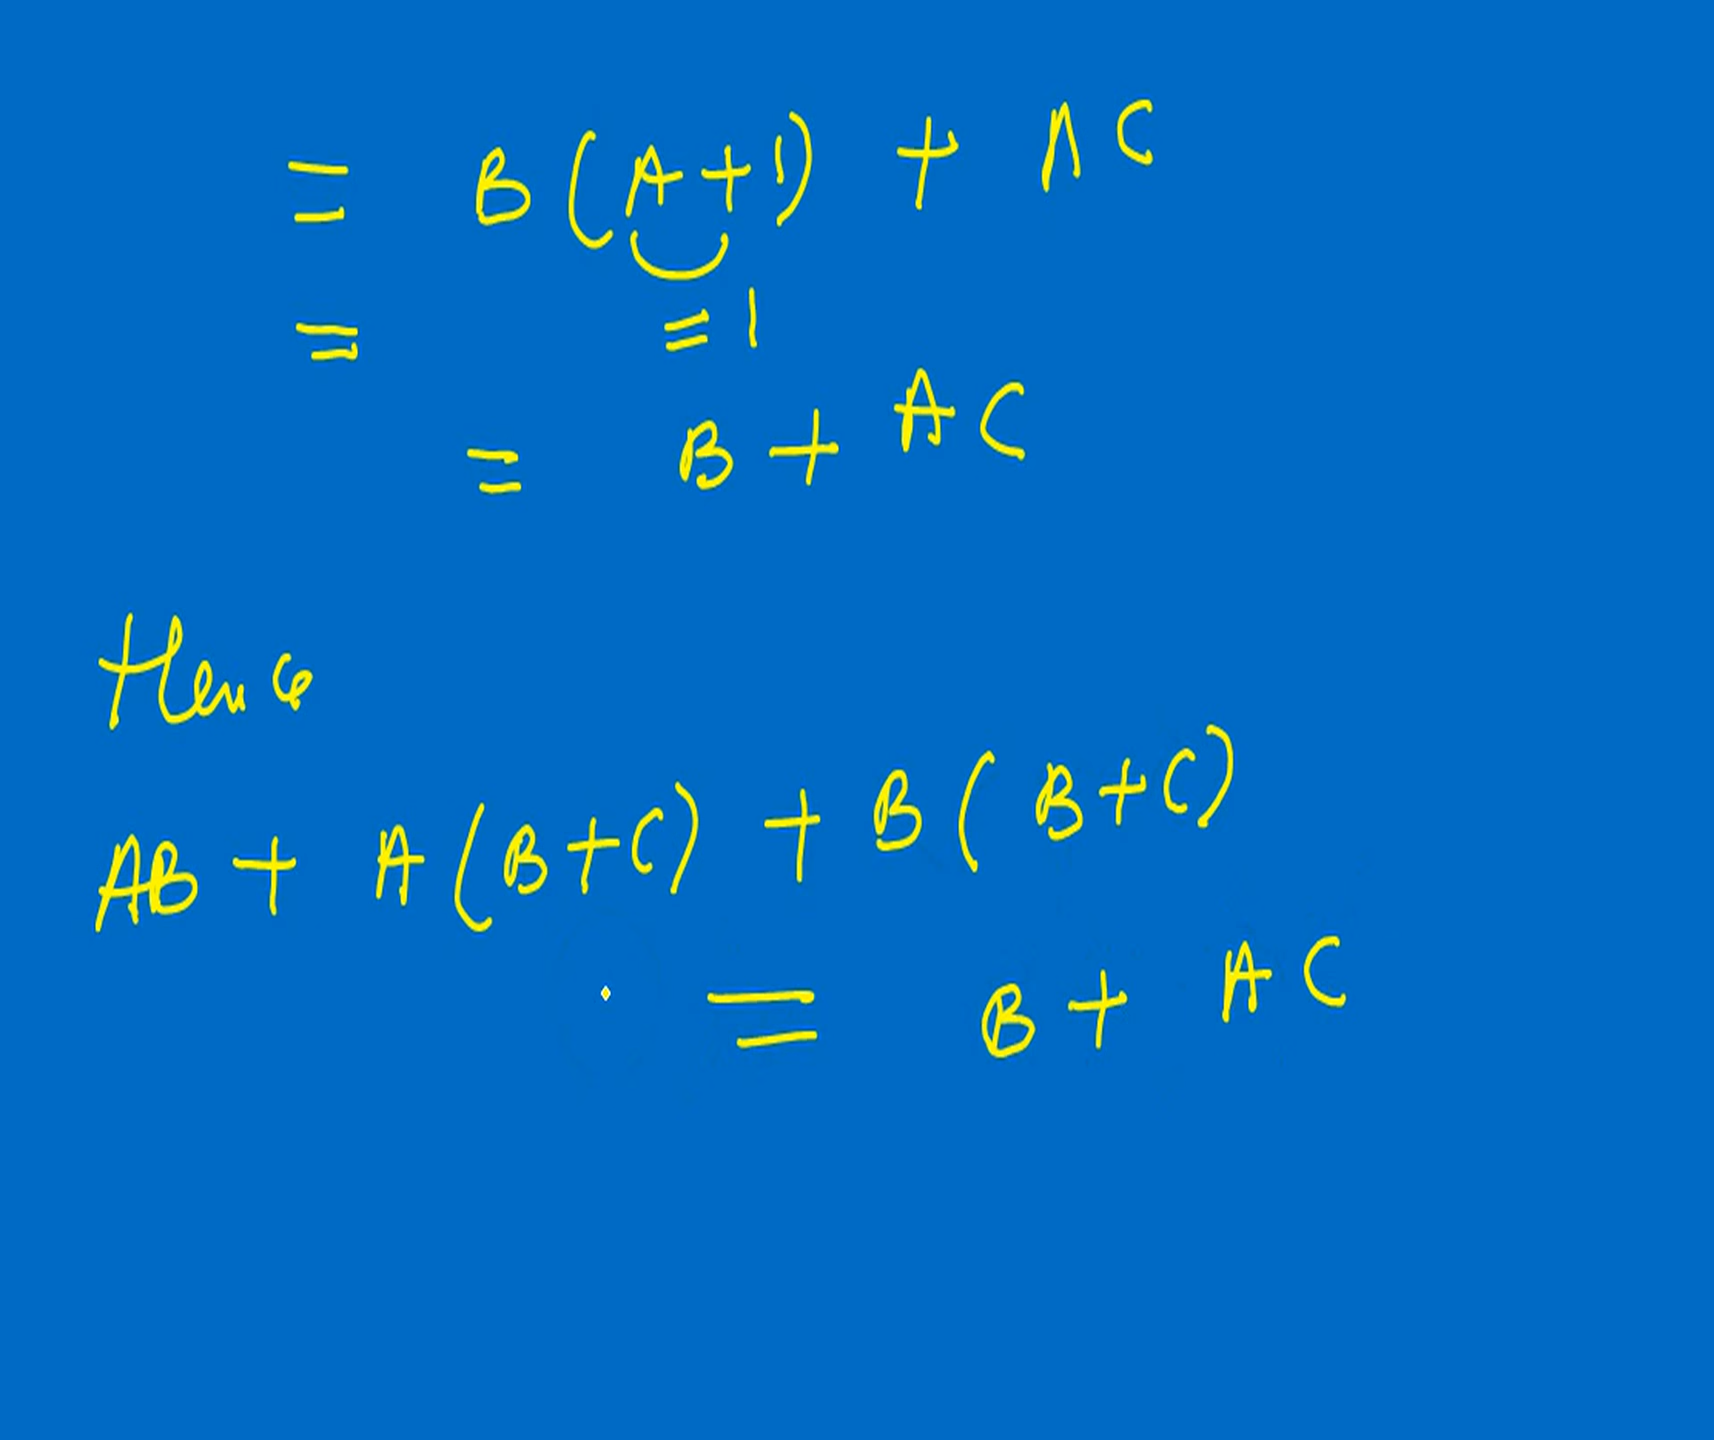 = B(A+1) + AC
= =1
= B + AC
Hence
AB + A(B+C) + B(B+C)
= B + AC